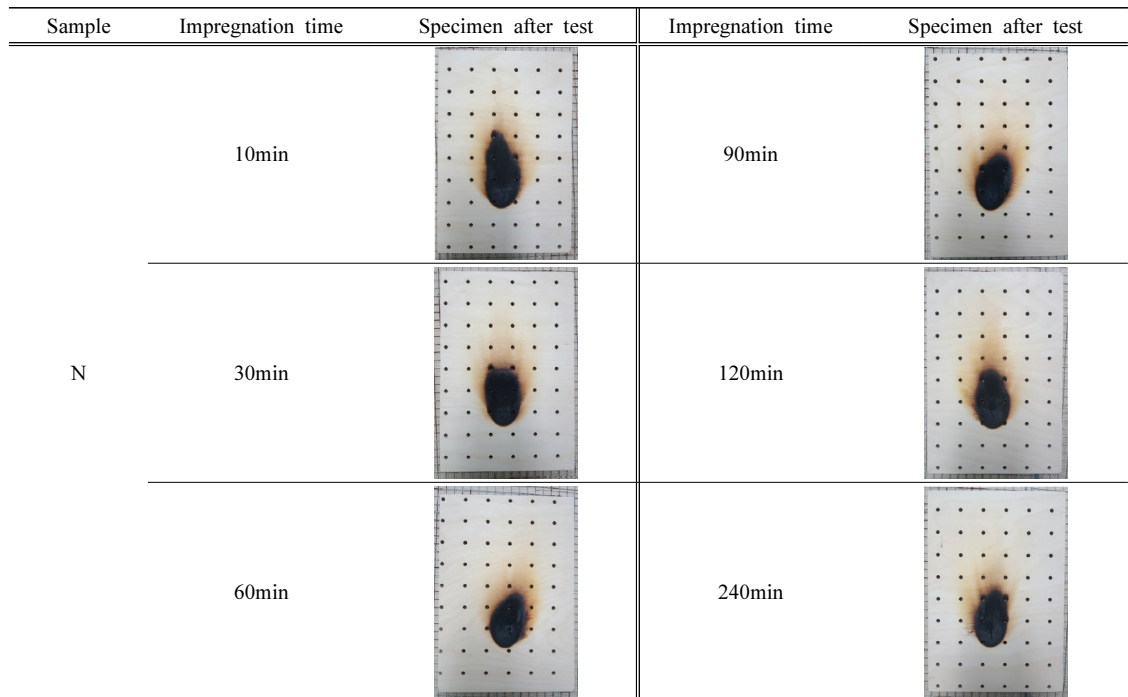 Sample Impregnation time Specimen after test Impregnation time Specimen after test
10min 90min
N 30min 120min
60min 240min